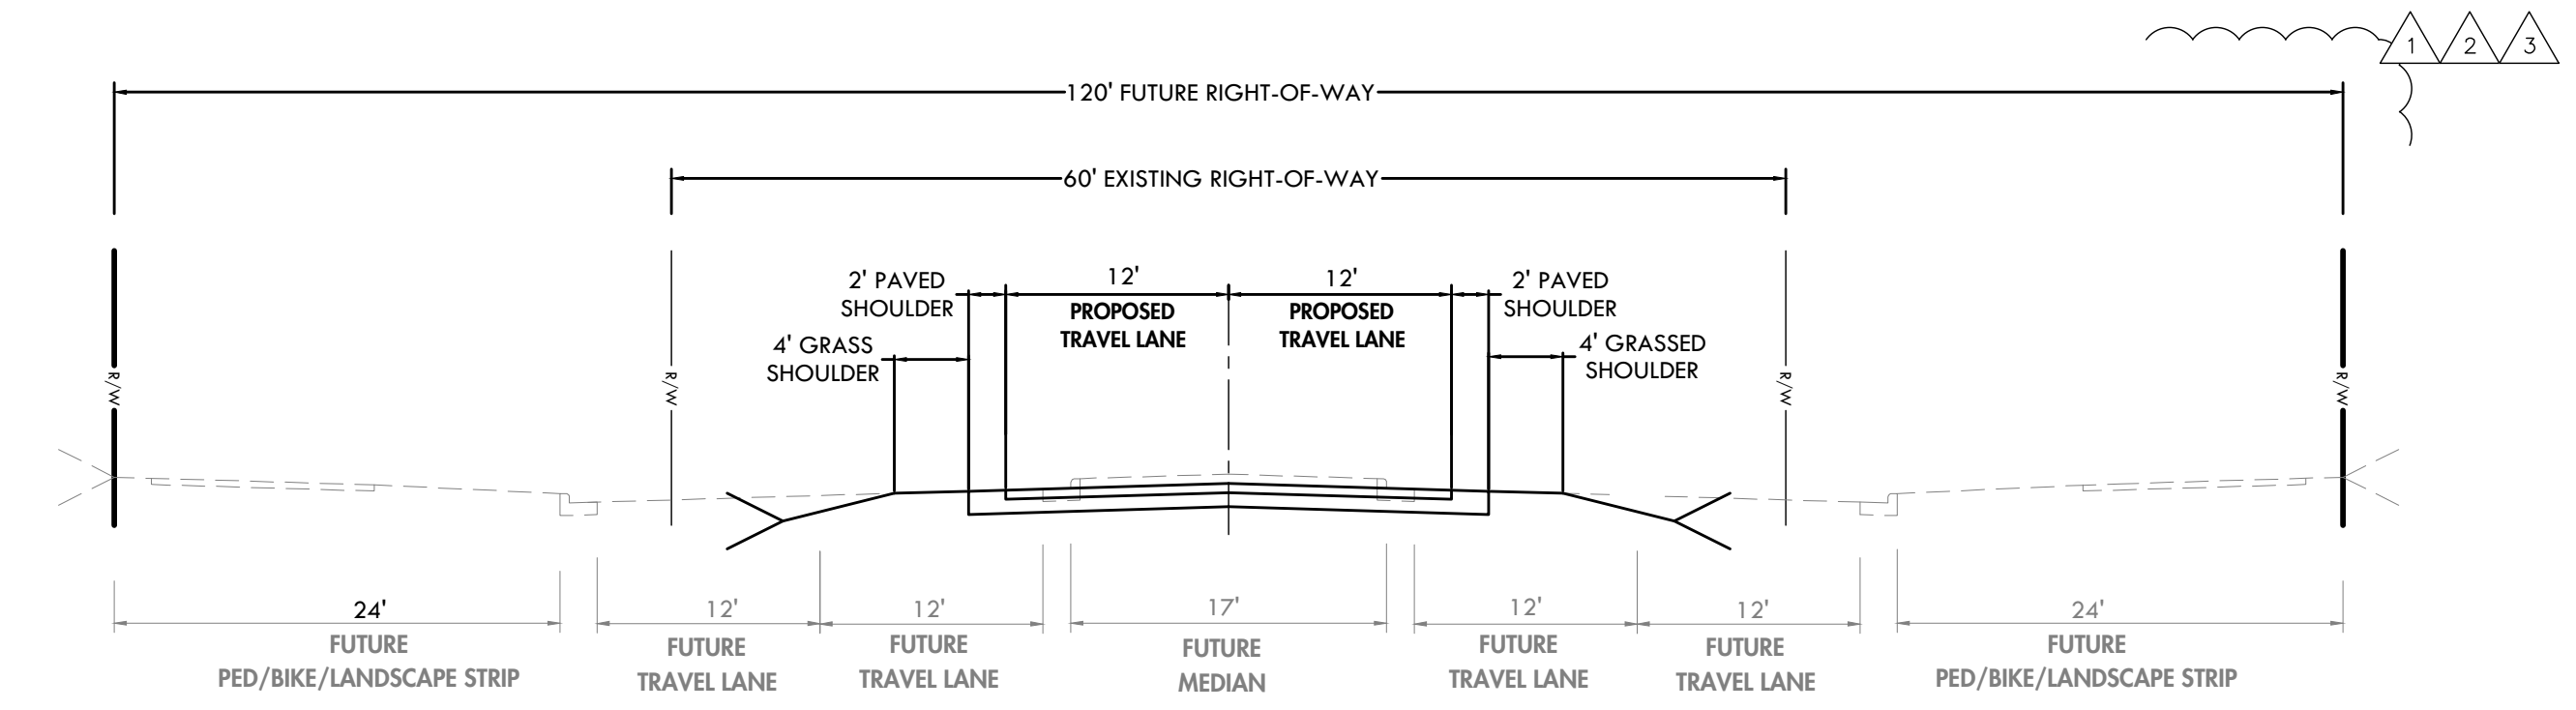 1 2 3
120' FUTURE RIGHT-OF-WAY
60' EXISTING RIGHT-OF-WAY
2' PAVED
SHOULDER
12'
PROPOSED
TRAVEL LANE
12'
PROPOSED
TRAVEL LANE
2' PAVED
SHOULDER
4' GRASS
SHOULDER
4' GRASSED
SHOULDER
R/W
R/W
R/W
R/W
24'
FUTURE
PED/BIKE/LANDSCAPE STRIP
12'
FUTURE
TRAVEL LANE
12'
FUTURE
TRAVEL LANE
17'
FUTURE
MEDIAN
12'
FUTURE
TRAVEL LANE
12'
FUTURE
TRAVEL LANE
24'
FUTURE
PED/BIKE/LANDSCAPE STRIP